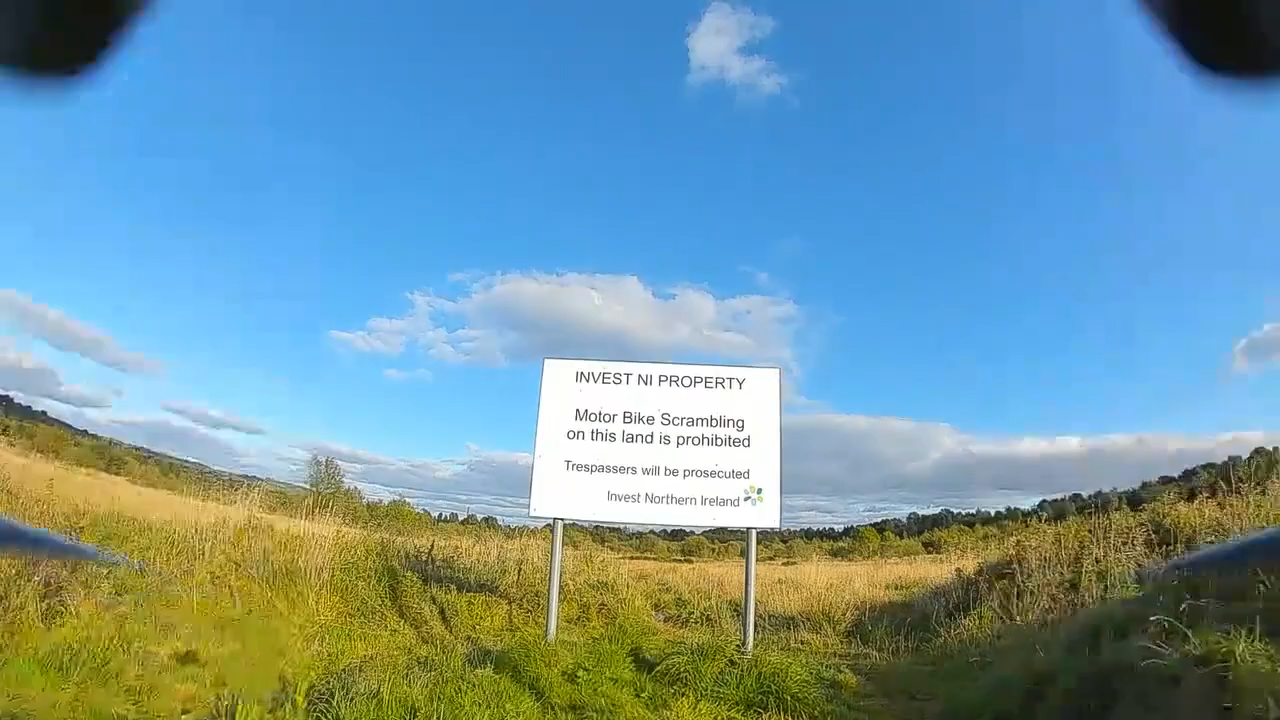 INVEST NI PROPERTY
Motor Bike Scrambling
on this land is prohibited
Trespassers will be prosecuted
Invest Northern Ireland